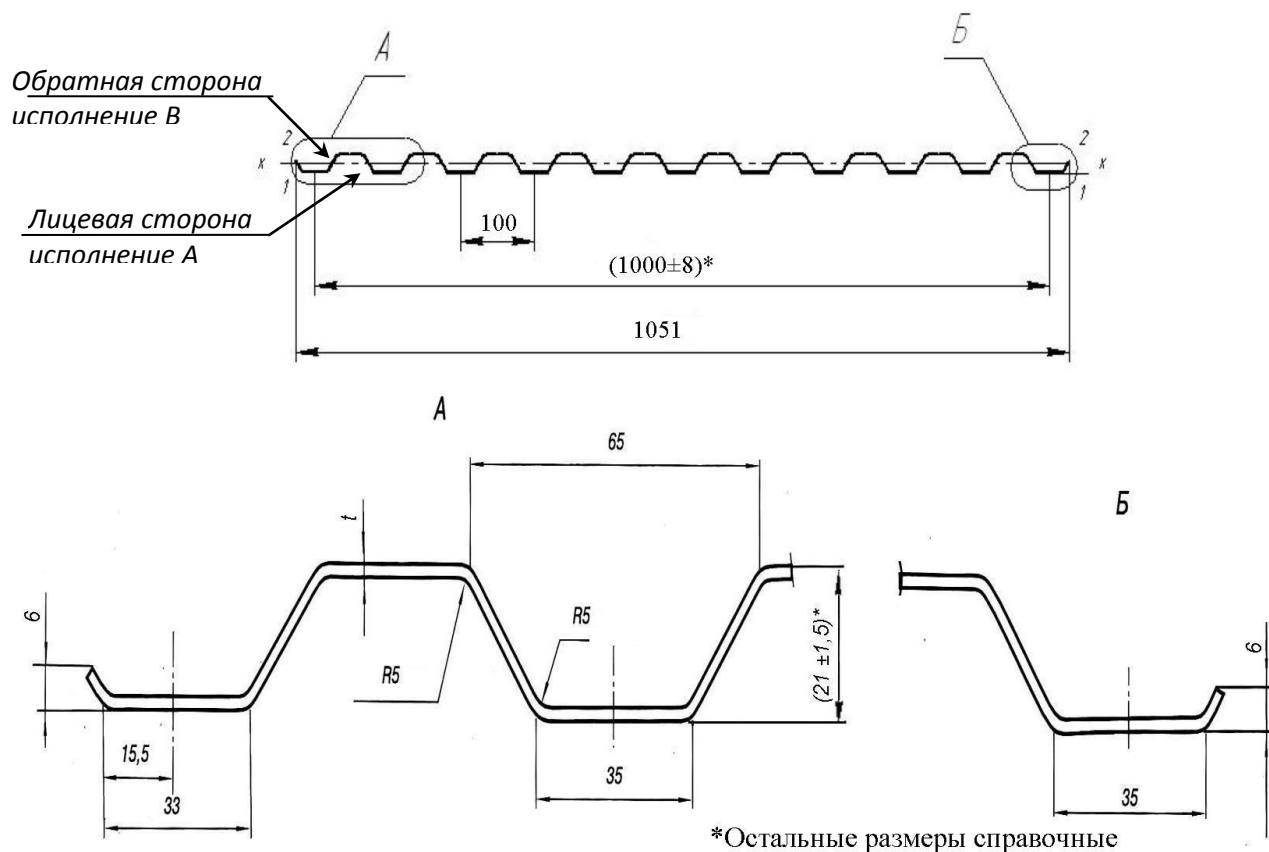 А
Б
Обратная сторона
исполнение В
2
2
x
x
1
1
Лицевая сторона
исполнение А
100
(1000±8)*
1051
А
65
Б
t
6
R5
R5
(21 ±1,5)*
6
15,5
33
35
35
*Остальные размеры справочные